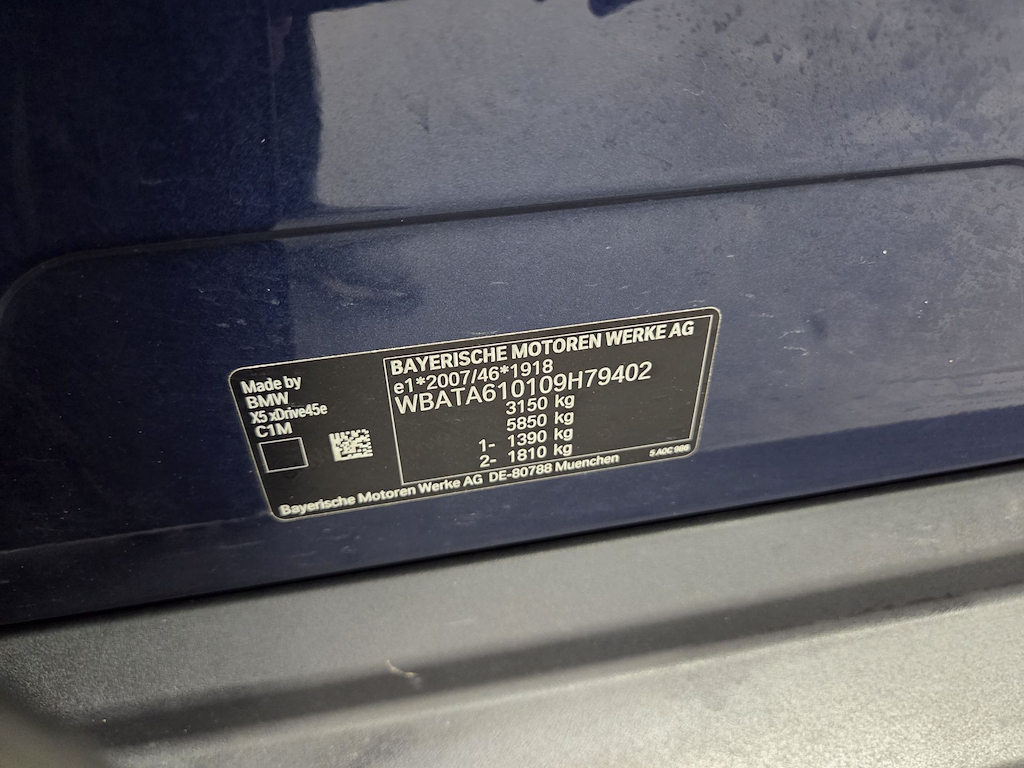 Made by
BMW
X5 xDrive45e
C1M
BAYERISCHE MOTOREN WERKE AG
e1*2007/46*1918
WBATA610109H79402
3150 kg
5850 kg
1- 1390 kg
2- 1810 kg
5 A0C 986
Bayerische Motoren Werke AG DE-80788 Muenchen